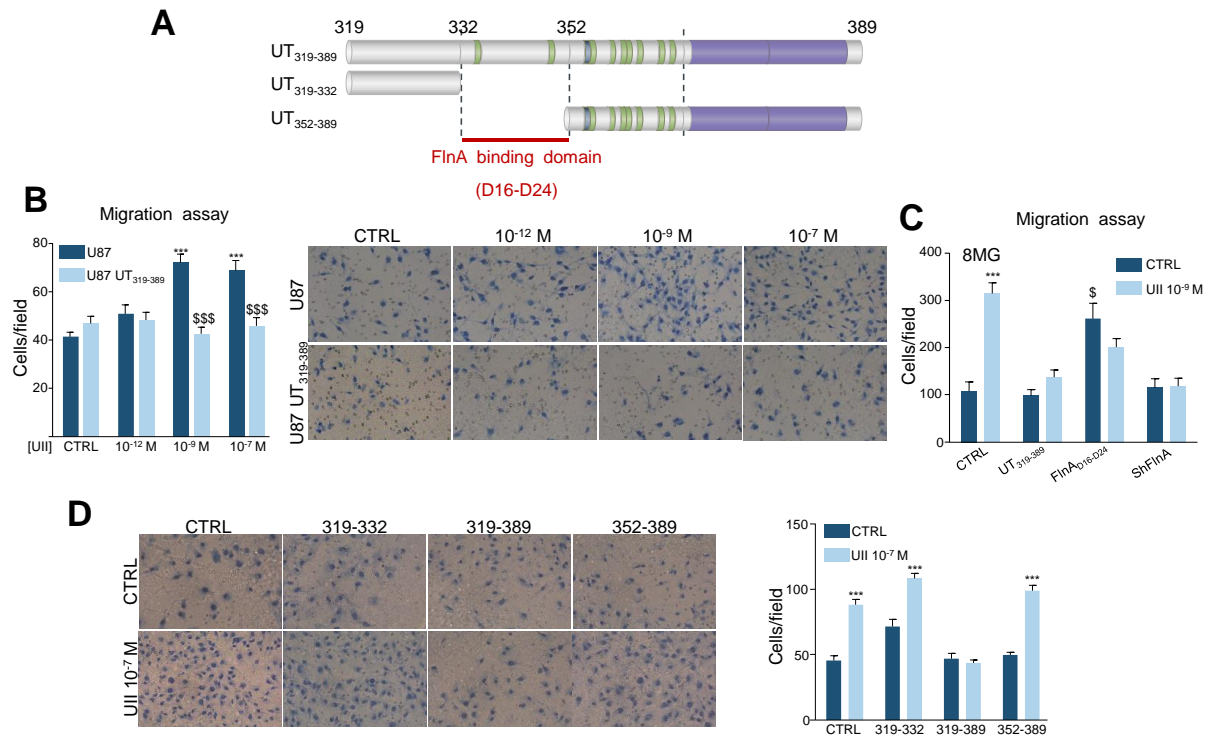 A
319 332 352 389
UT319-389
UT319-332
UT352-389
FlnA binding domain
(D16-D24)
B
Migration assay
80
60
40
20
Cells/field
U87
U87 UT319-389
***
***
$$$
$$$
[UII] CTRL 10-12 M 10-9 M 10-7 M
CTRL 10-12 M 10-9 M 10-7 M
U87
U87 UT319-389
C
Migration assay
400
300
200
100
0
Cells/field
8MG
CTRL
UII 10-9 M
***
$
CTRL UT319-389 FlnAD16-D24 ShFlnA
D
CTRL 319-332 319-389 352-389
CTRL
UII 10-7 M
150
100
50
0
Cells/field
CTRL
UII 10-7 M
***
***
***
CTRL 319-332 319-389 352-389